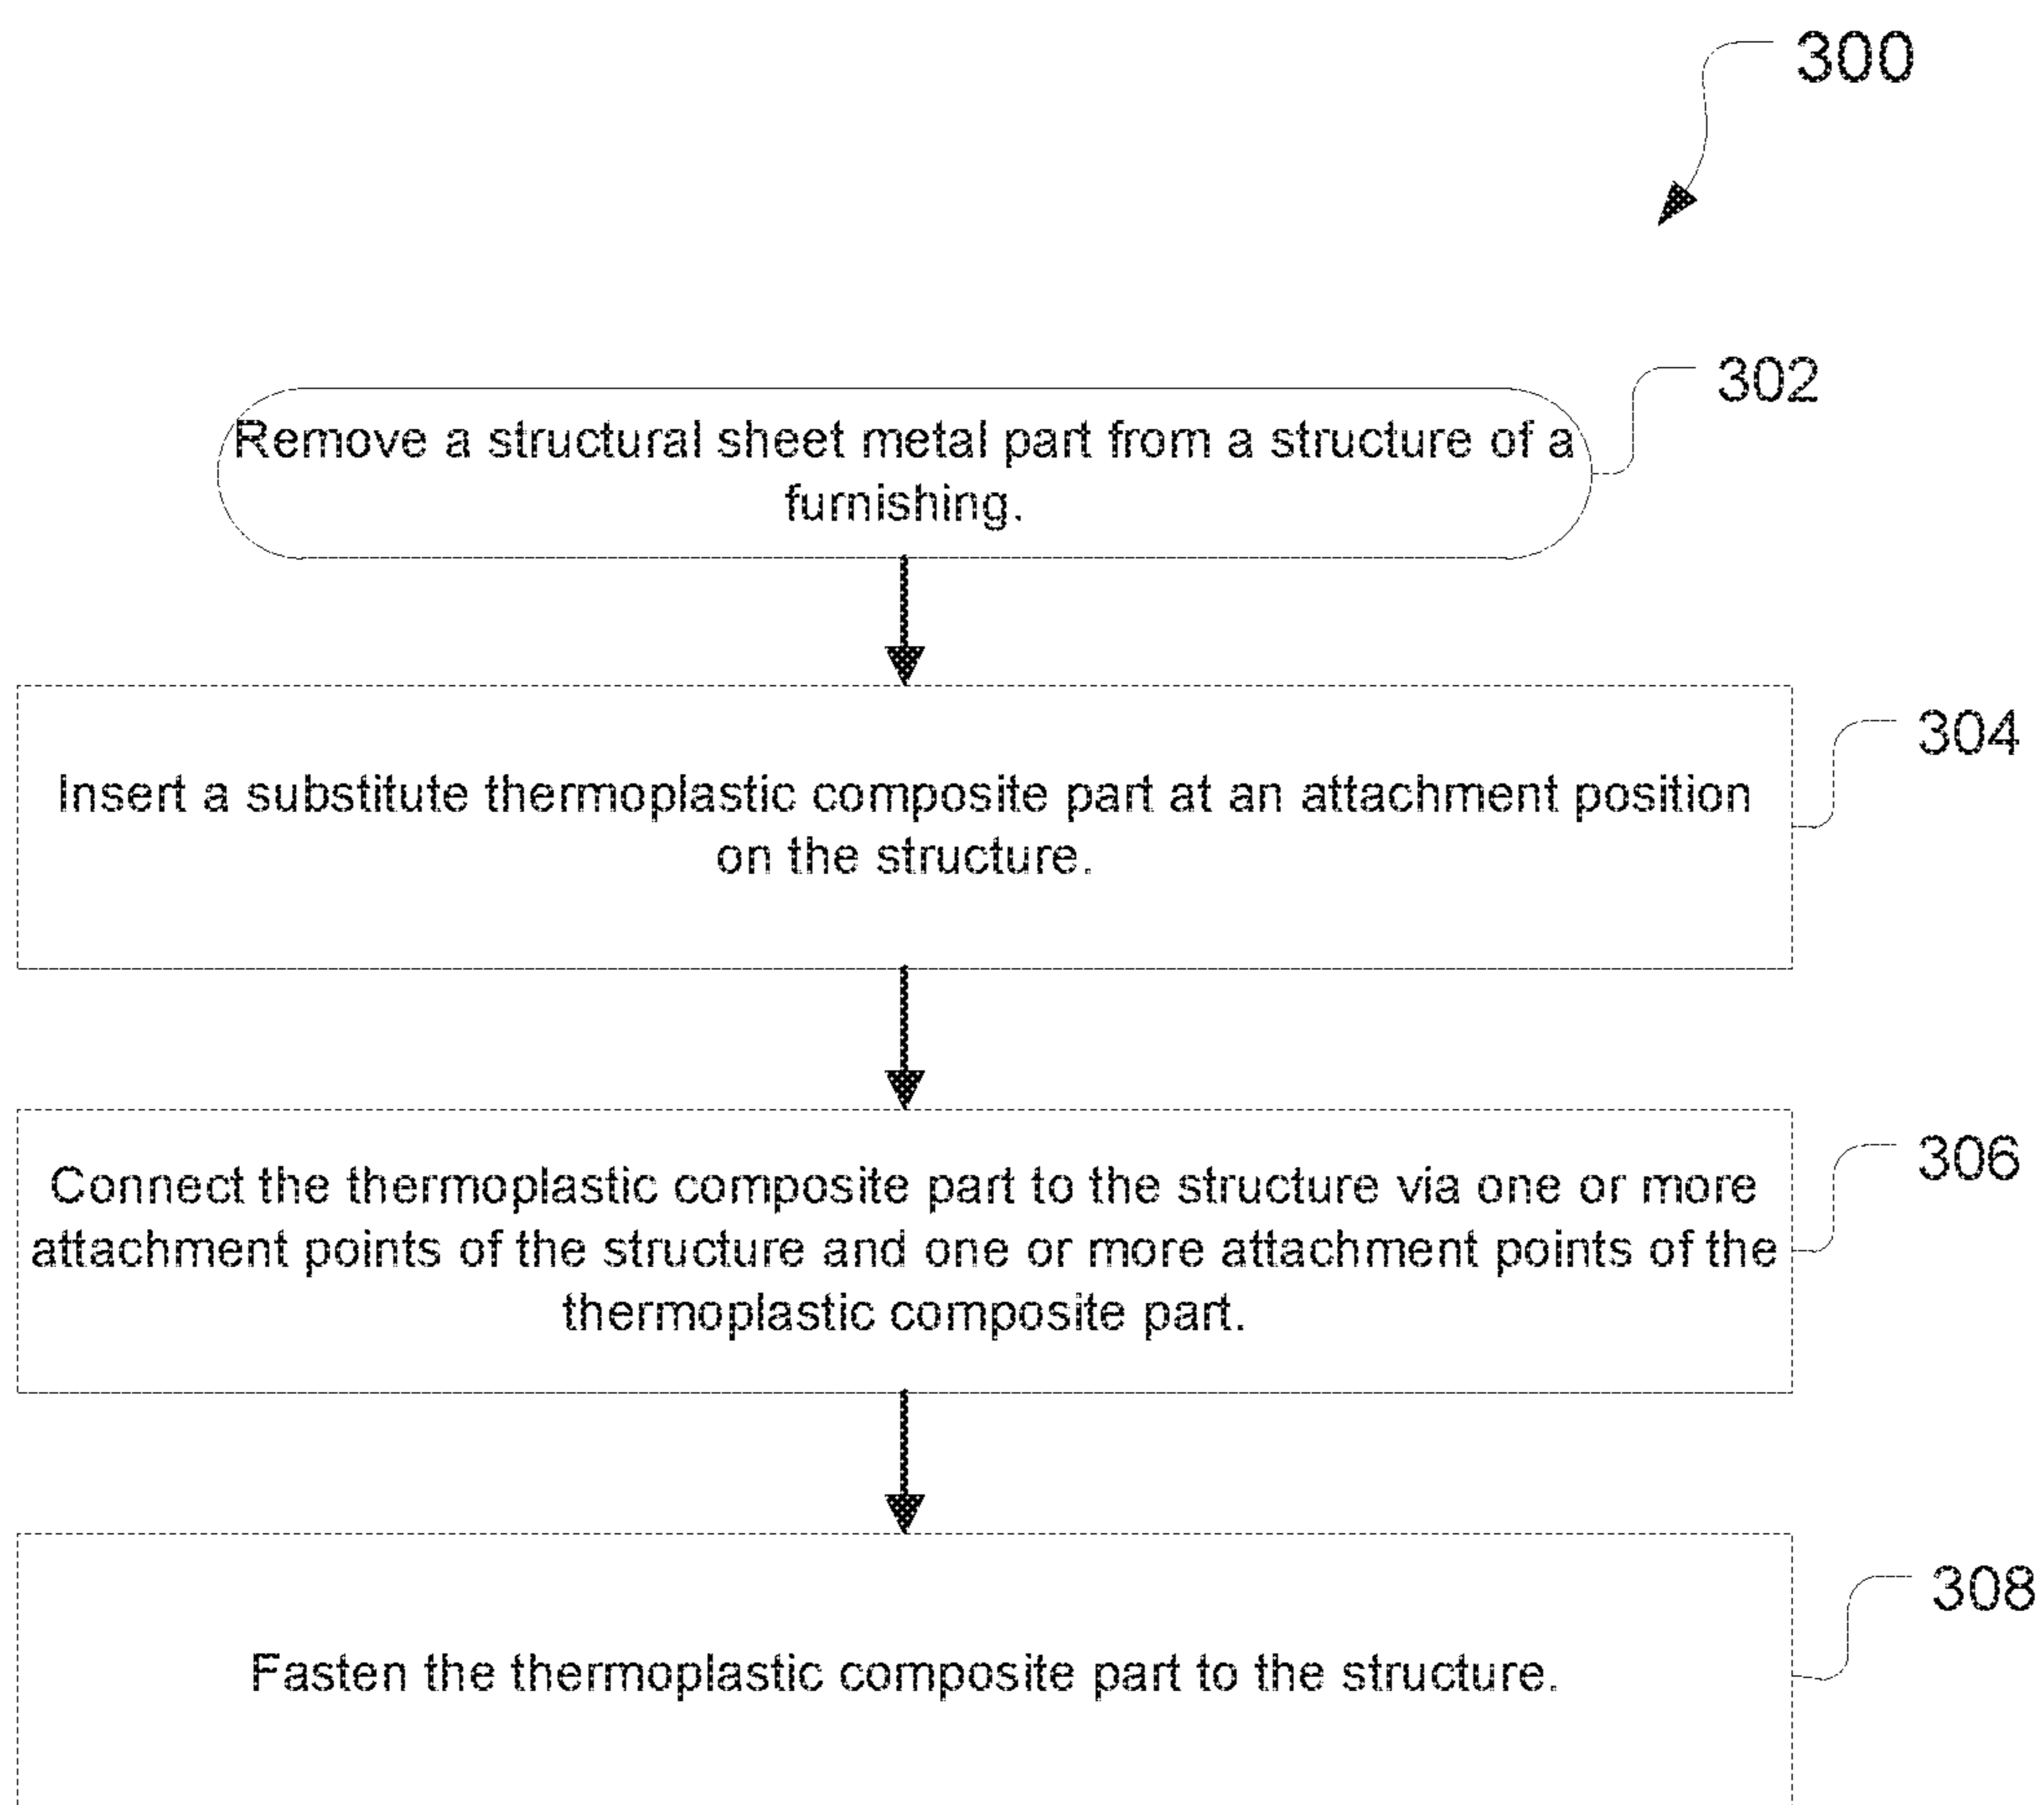 300
302
Remove a structural sheet metal part from a structure of a
furnishing.
304
Insert a substitute thermoplastic composite part at an attachment position
on the structure.
306
Connect the thermoplastic composite part to the structure via one or more
attachment points of the structure and one or more attachment points of the
thermoplastic composite part.
308
Fasten the thermoplastic composite part to the structure.